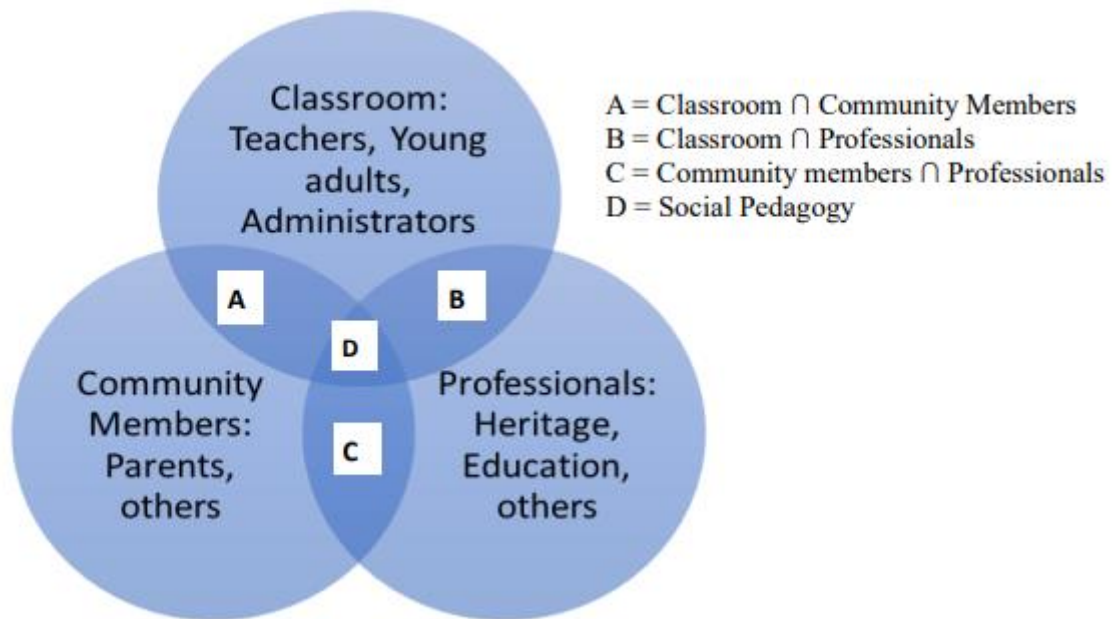 Classroom:
Teachers, Young
adults,
Administrators
A = Classroom ∩ Community Members
B = Classroom ∩ Professionals
C = Community members ∩ Professionals
D = Social Pedagogy
A
B
D
Community
Members:
Parents,
others
C
Professionals:
Heritage,
Education,
others